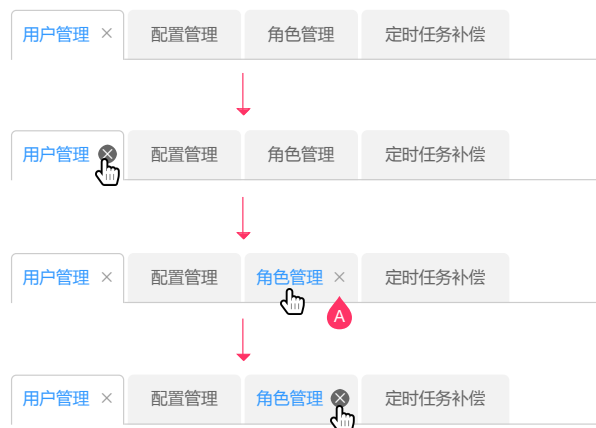 用户管理 × 配置管理 角色管理 定时任务补偿
用户管理 × 配置管理 角色管理 定时任务补偿
用户管理 × 配置管理 角色管理 × 定时任务补偿
A
用户管理 × 配置管理 角色管理 × 定时任务补偿